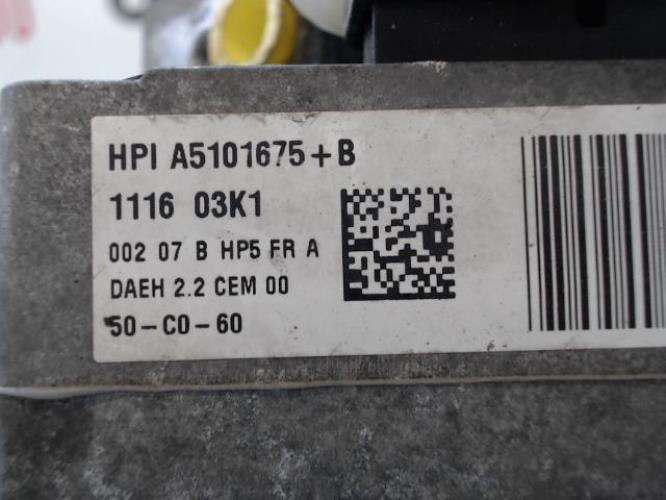 HPI A5101675+B
1116 03K1
002 07 B HP5 FR A
DAEH 2.2 CEM 00
50-C0-60